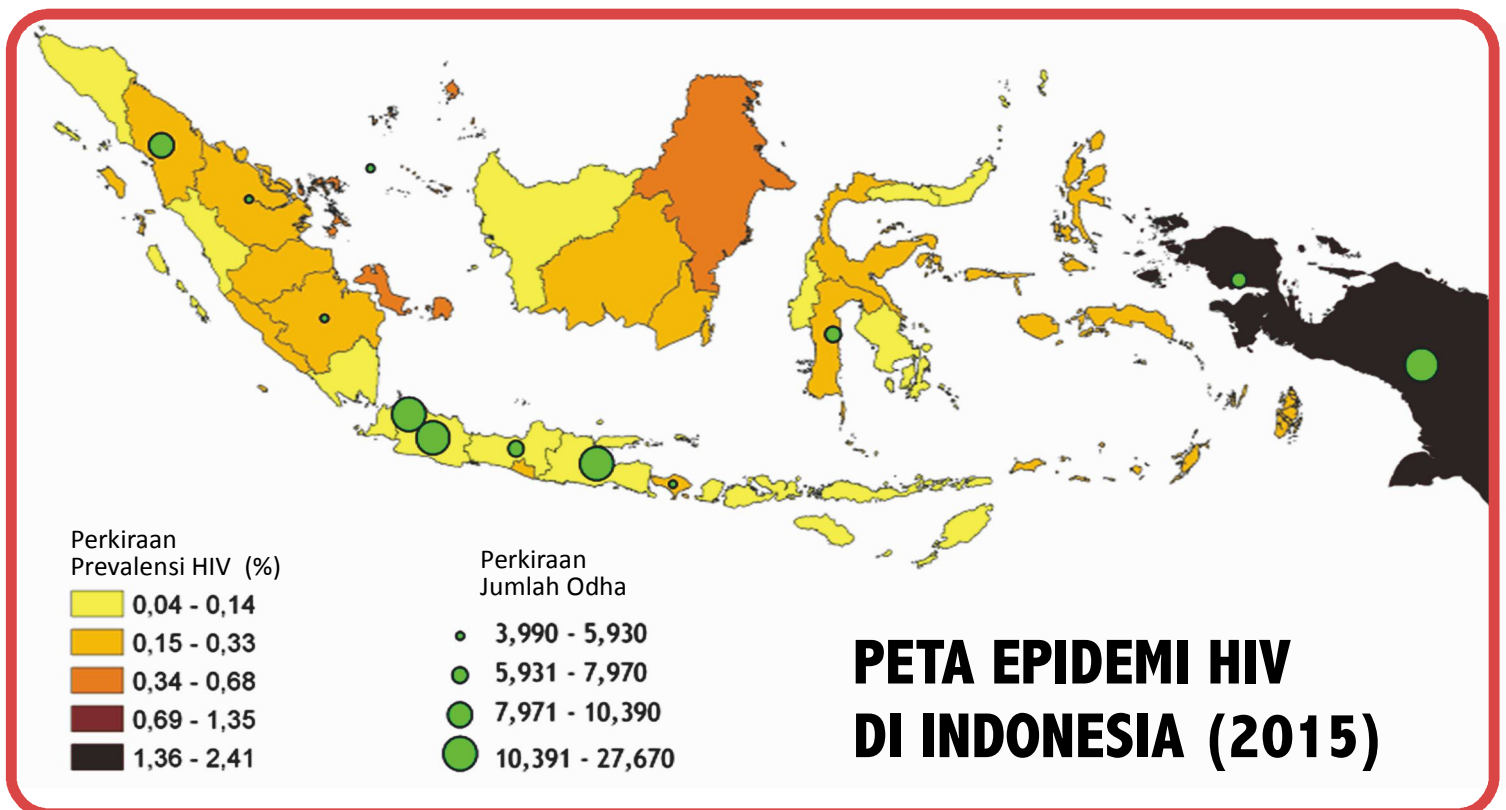 Perkiraan
Prevalensi HIV (%)
0,04 - 0,14
0,15 - 0,33
0,34 - 0,68
0,69 - 1,35
1,36 - 2,41
Perkiraan
Jumlah Odha
3,990 - 5,930
5,931 - 7,970
7,971 - 10,390
10,391 - 27,670
PETA EPIDEMI HIV
DI INDONESIA (2015)